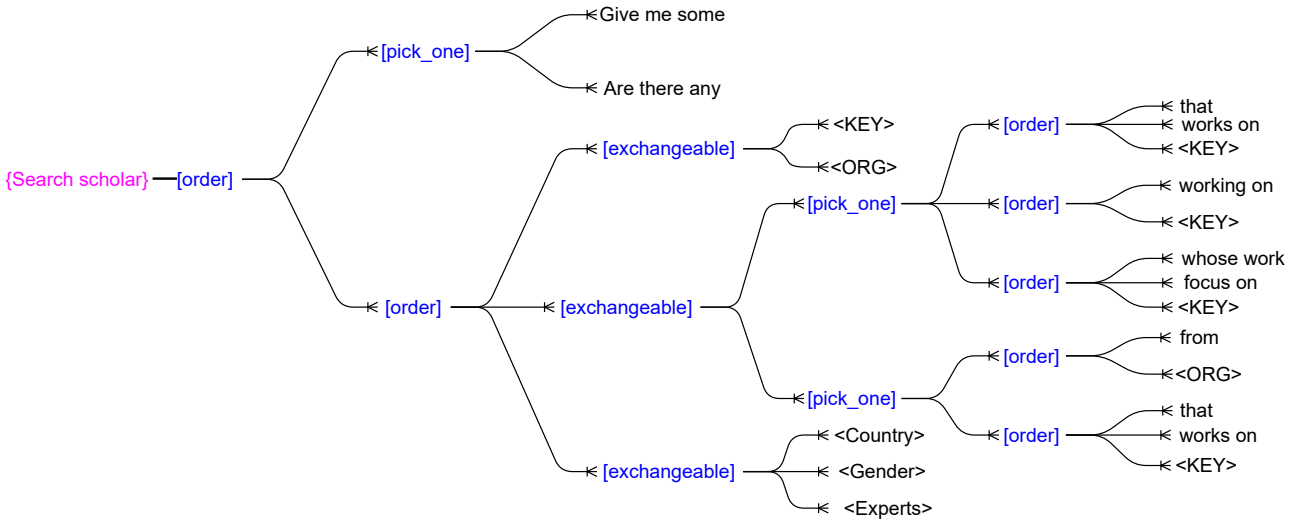 {Search scholar}
[order]
[pick_one]
Give me some
Are there any
[order]
[exchangeable]
<KEY>
<ORG>
[exchangeable]
[pick_one]
[order]
that
works on
<KEY>
[order]
working on
<KEY>
[order]
whose work
focus on
<KEY>
[pick_one]
[order]
from
<ORG>
[order]
that
works on
<KEY>
[exchangeable]
<Country>
<Gender>
<Experts>